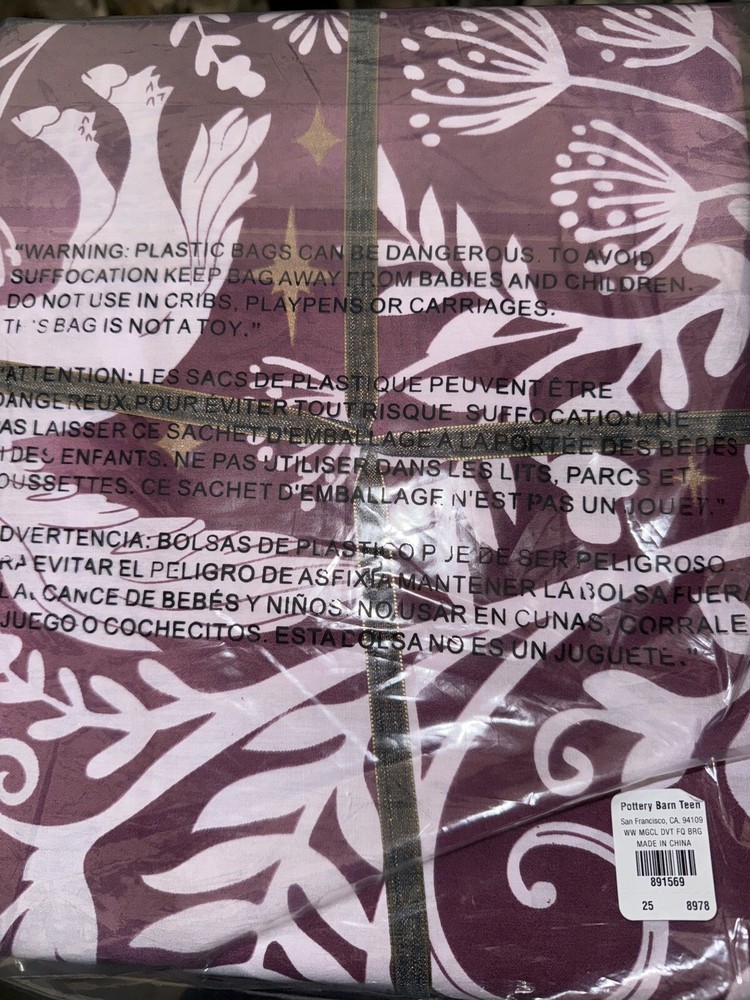 "WARNING: PLASTIC BAGS CAN BE DANGEROUS. TO AVOID
SUFFOCATION KEEP BAG AWAY FROM BABIES AND CHILDREN.
DO NOT USE IN CRIBS, PLAYPENS OR CARRIAGES.
THIS BAG IS NOT A TOY."
"ATTENTION: LES SACS DE PLASTIQUE PEUVENT ÊTRE
DANGEREUX. POUR ÉVITER TOUT RISQUE SUFFOCATION, NE
PAS LAISSER CE SACHET D'EMBALLAGE A LA PORTÉE DES BÉBES
DES ENFANTS. NE PAS UTILISER DANS LES LITS, PARCS ET
OUSSETTES. CE SACHET D'EMBALLAGE N'EST PAS UN JOUET."
DVERTENCIA: BOLSAS DE PLASTICO PUEDE SER PELIGROSO.
RA EVITAR EL PELIGRO DE ASFIXIA MANTENER LA BOLSA FUERA
ALCANCE DE BEBÉS Y NIÑOS. NO USAR EN CUNAS, CORRALE
JUEGO O COCHECITOS. ESTA BOLSA NO ES UN JUGUETE."
Pottery Barn Teen
San Francisco, CA. 94109
WW MGCL DVT FQ BRG
MADE IN CHINA
891569
25 8978